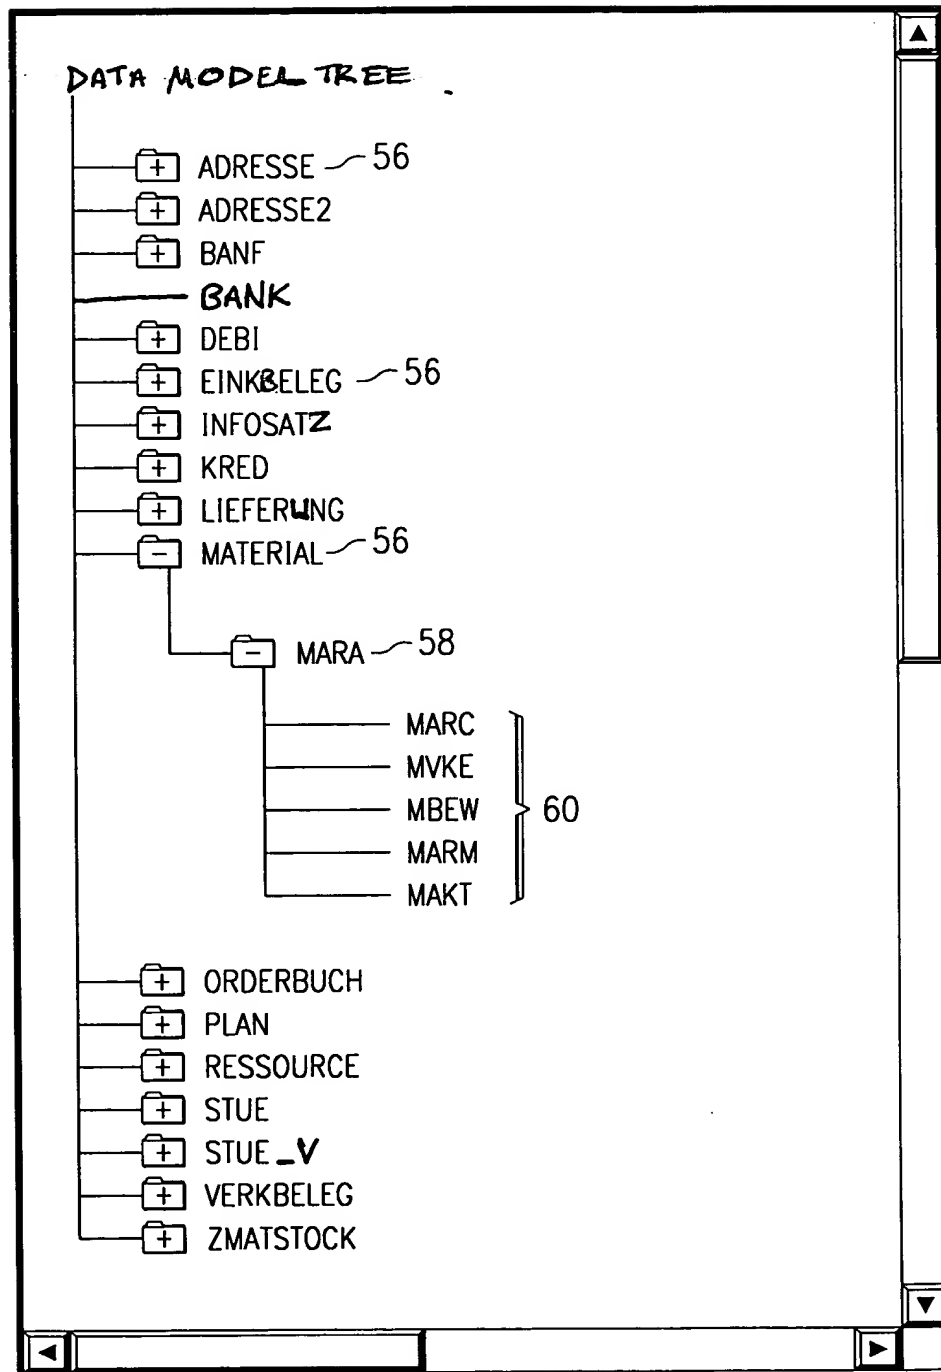 DATA MODEL TREE
ADRESSE 56
ADRESSE2
BANF
BANK
DEBI
EINKBELEG 56
INFOSATZ
KRED
LIEFERUNG
MATERIAL 56
MARA 58
MARC
MVKE
MBEW 60
MARM
MAKT
ORDERBUCH
PLAN
RESSOURCE
STUE
STUE_V
VERKBELEG
ZMATSTOCK